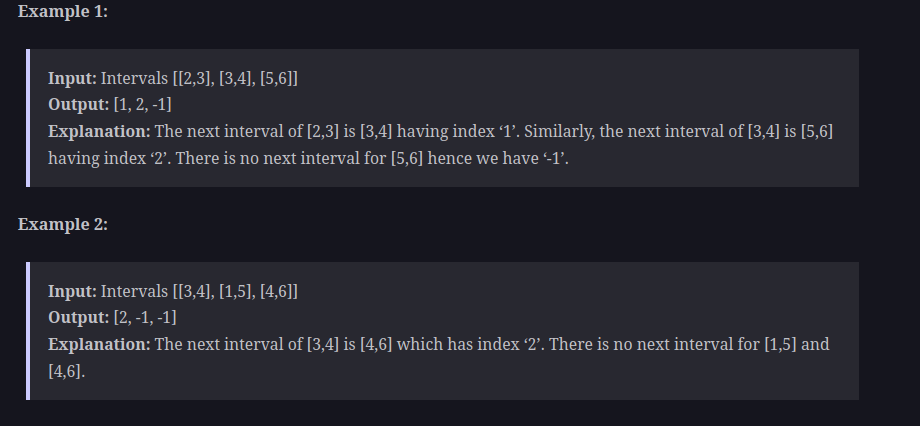 Example 1:
Input: Intervals [[2,3], [3,4], [5,6]]
Output: [1, 2, -1]
Explanation: The next interval of [2,3] is [3,4] having index ‘1’. Similarly, the next interval of [3,4] is [5,6]
having index ‘2’. There is no next interval for [5,6] hence we have ‘-1’.
Example 2:
Input: Intervals [[3,4], [1,5], [4,6]]
Output: [2, -1, -1]
Explanation: The next interval of [3,4] is [4,6] which has index ‘2’. There is no next interval for [1,5] and
[4,6].